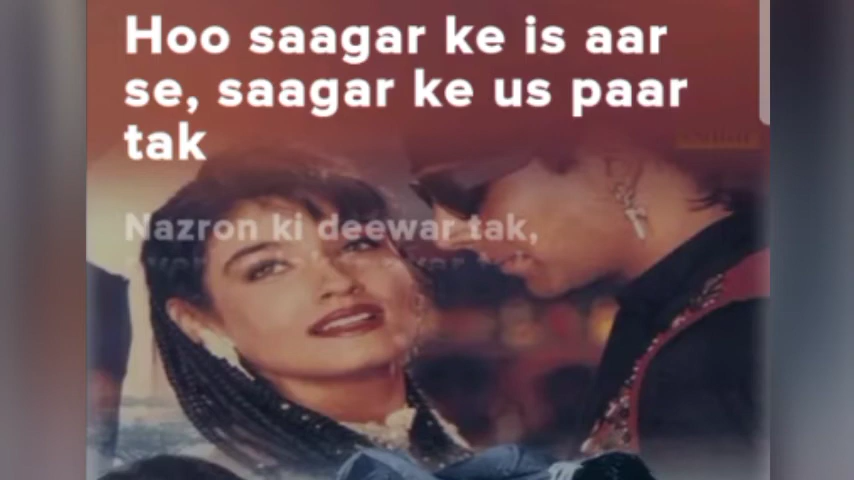 Hoo saagar ke is aar
se, saagar ke us paar
tak
Nazron ki deewar tak,